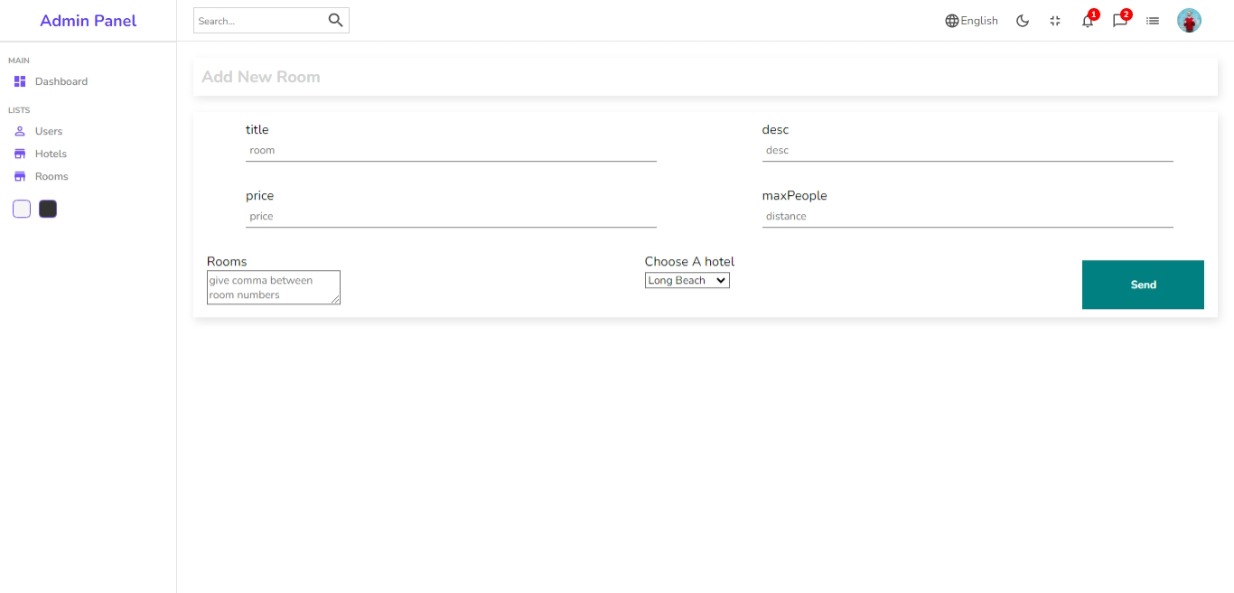 Admin Panel
Search...
English
1
2
MAIN
Dashboard
LISTS
Users
Hotels
Rooms
Add New Room
title
room
desc
desc
price
price
maxPeople
distance
Rooms
give comma between
room numbers
Choose A hotel
Long Beach
Send